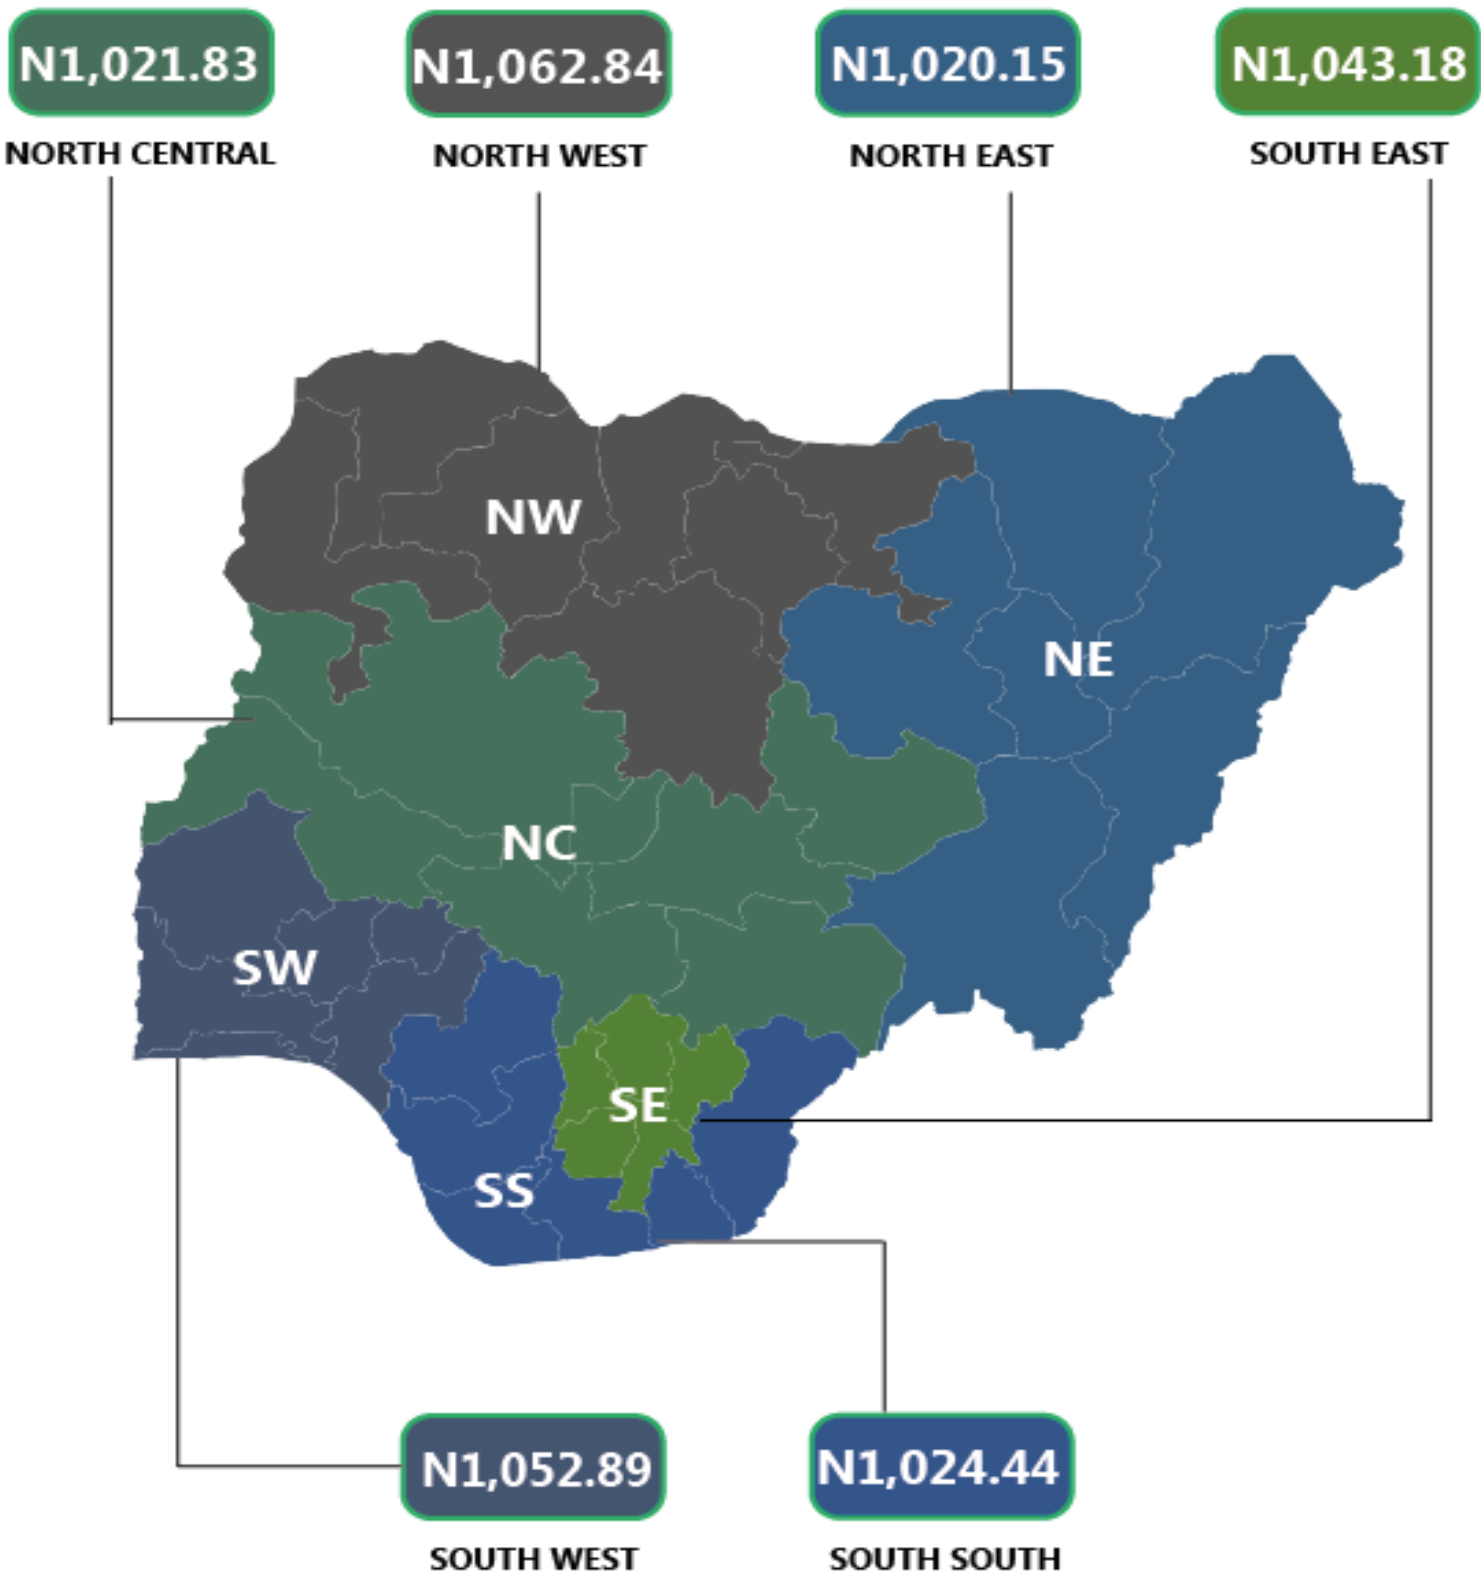 N1,021.83
NORTH CENTRAL
N1,062.84
NORTH WEST
N1,020.15
NORTH EAST
N1,043.18
SOUTH EAST
NW
NE
NC
SW
SE
SS
N1,052.89
SOUTH WEST
N1,024.44
SOUTH SOUTH